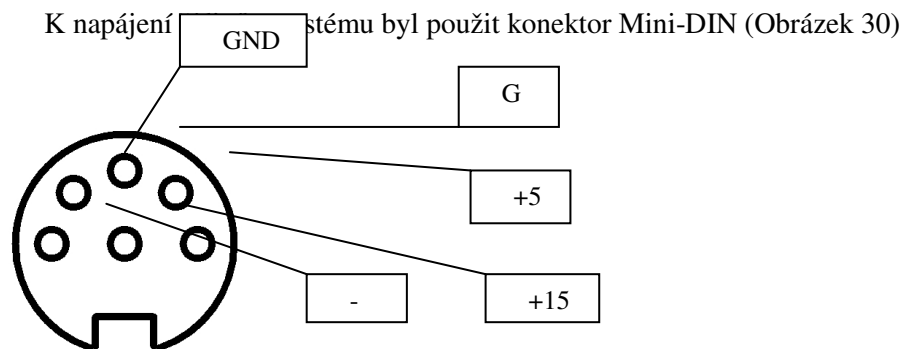 K napájení stému byl použit konektor Mini-DIN (Obrázek 30)
GND
G
+5
-
+15